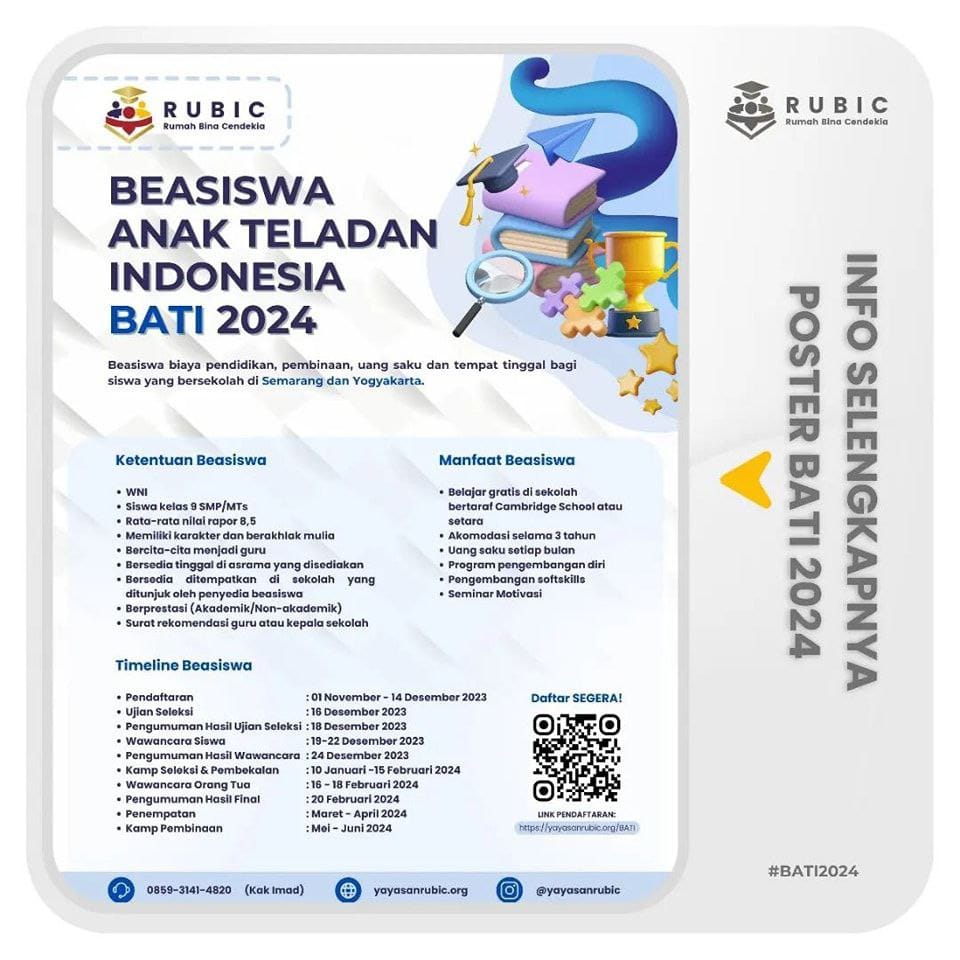 RUBIC
Rumah Bina Cendekia
BEASISWA
ANAK TELADAN
INDONESIA
BATI 2024
Beasiswa biaya pendidikan, pembinaan, uang saku dan tempat tinggal bagi
siswa yang bersekolah di Semarang dan Yogyakarta.
Ketentuan Beasiswa
• WNI
• Siswa kelas 9 SMP/MTs
• Rata-rata nilai rapor 8,5
• Memiliki karakter dan berakhlak mulia
• Bercita-cita menjadi guru
• Bersedia tinggal di asrama yang disediakan
• Bersedia ditempatkan di sekolah yang
ditunjuk oleh penyedia beasiswa
• Berprestasi (Akademik/Non-akademik)
• Surat rekomendasi guru atau kepala sekolah
Manfaat Beasiswa
• Belajar gratis di sekolah
bertaraf Cambridge School atau
setara
• Akomodasi selama 3 tahun
• Uang saku setiap bulan
• Program pengembangan diri
• Pengembangan softskills
• Seminar Motivasi
Timeline Beasiswa
• Pendaftaran : 01 November - 14 Desember 2023
• Ujian Seleksi : 16 Desember 2023
• Pengumuman Hasil Ujian Seleksi : 18 Desember 2023
• Wawancara Siswa : 19-22 Desember 2023
• Pengumuman Hasil Wawancara : 24 Desember 2023
• Kamp Seleksi & Pembekalan : 10 Januari -15 Februari 2024
• Wawancara Orang Tua : 16 - 18 Februari 2024
• Pengumuman Hasil Final : 20 Februari 2024
• Penempatan : Maret - April 2024
• Kamp Pembinaan : Mei - Juni 2024
Daftar SEGERA!
LINK PENDAFTARAN:
https://yayasanrubic.org/BATI
0859-3141-4820 (Kak Imad)
yayasanrubic.org
@yayasanrubic
RUBIC
Rumah Bina Cendekia
INFO SELENGKAPNYA
POSTER BATI 2024
#BATI2024